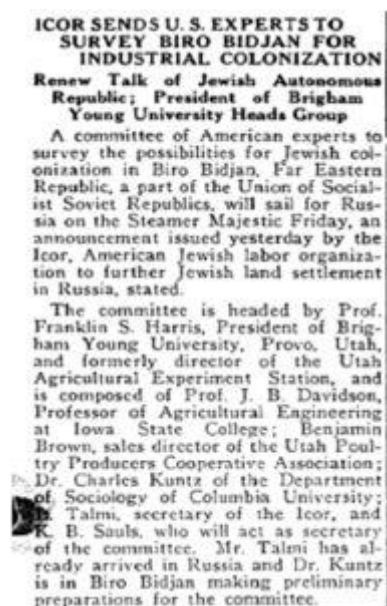 ICOR SENDS U. S. EXPERTS TO
SURVEY BIRO BIDJAN FOR
INDUSTRIAL COLONIZATION
Renew Talk of Jewish Autonomous
Republic; President of Brigham
Young University Heads Group
A committee of American experts to
survey the possibilities for Jewish col-
onization in Biro Bidjan, Far Eastern
Republic, a part of the Union of Social-
ist Soviet Republics, will sail for Rus-
sia on the Steamer Majestic Friday, an
announcement issued yesterday by the
Icor, American Jewish labor organiza-
tion to further Jewish land settlement
in Russia, stated.
The committee is headed by Prof.
Franklin S. Harris, President of Brig-
ham Young University, Provo, Utah,
and formerly director of the Utah
Agricultural Experiment Station, and
is composed of Prof. J. B. Davidson,
Professor of Agricultural Engineering
at Iowa State College; Benjamin
Brown, sales director of the Utah Poul-
try Producers Cooperative Association;
Dr. Charles Kuntz of the Department
of Sociology of Columbia University;
Talmi, secretary of the Icor, and
K. B. Sauls, who will act as secretary
of the committee. Mr. Talmi has al-
ready arrived in Russia and Dr. Kuntz
is in Biro Bidjan making preliminary
preparations for the committee.